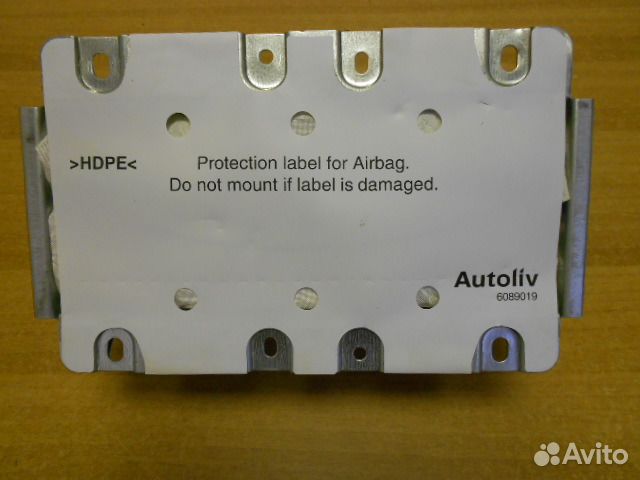 >HDPE<
Protection label for Airbag.
Do not mount if label is damaged.
Autoliv
6089019
Avito